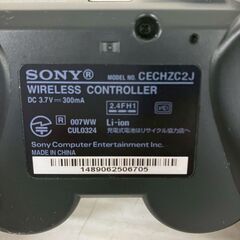 SONY® MODEL NO. CECHZC2J
WIRELESS CONTROLLER
DC 3.7V⎓300mA
2.4FH1
R 007WW
CUL0324
Li-ion
充電式電池はリサイクル協力店へ
Sony Computer Entertainment Inc.
MADE IN CHINA
1489062506705